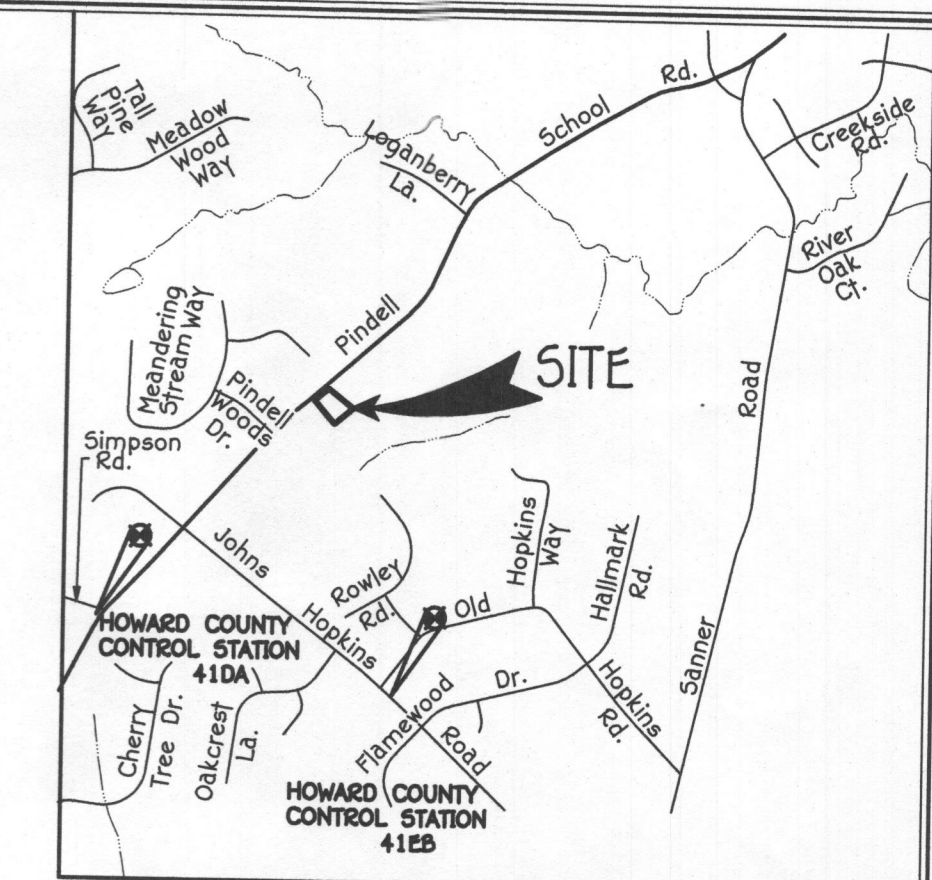 Tall
Pine
Way
Meadow
Wood
Way
Loganberry
La.
School
Rd.
Creekside
Rd.
River
Oak
Ct.
Meandering
Stream Way
Pindell
Pindell
Woods
Dr.
SITE
Road
Simpson
Rd.
Johns
Hopkins
Rowley
Rd.
Old
Hopkins
Way
Hallmark
Rd.
HOWARD COUNTY
CONTROL STATION
41DA
Cherry
Tree Dr.
Oakcrest
La.
Flamewood
Dr.
Hopkins
Rd.
Sanner
Road
HOWARD COUNTY
CONTROL STATION
41EB